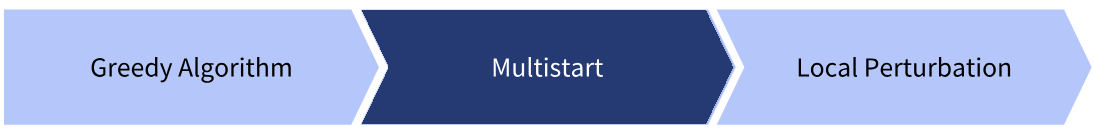 Greedy Algorithm
Multistart
Local Perturbation